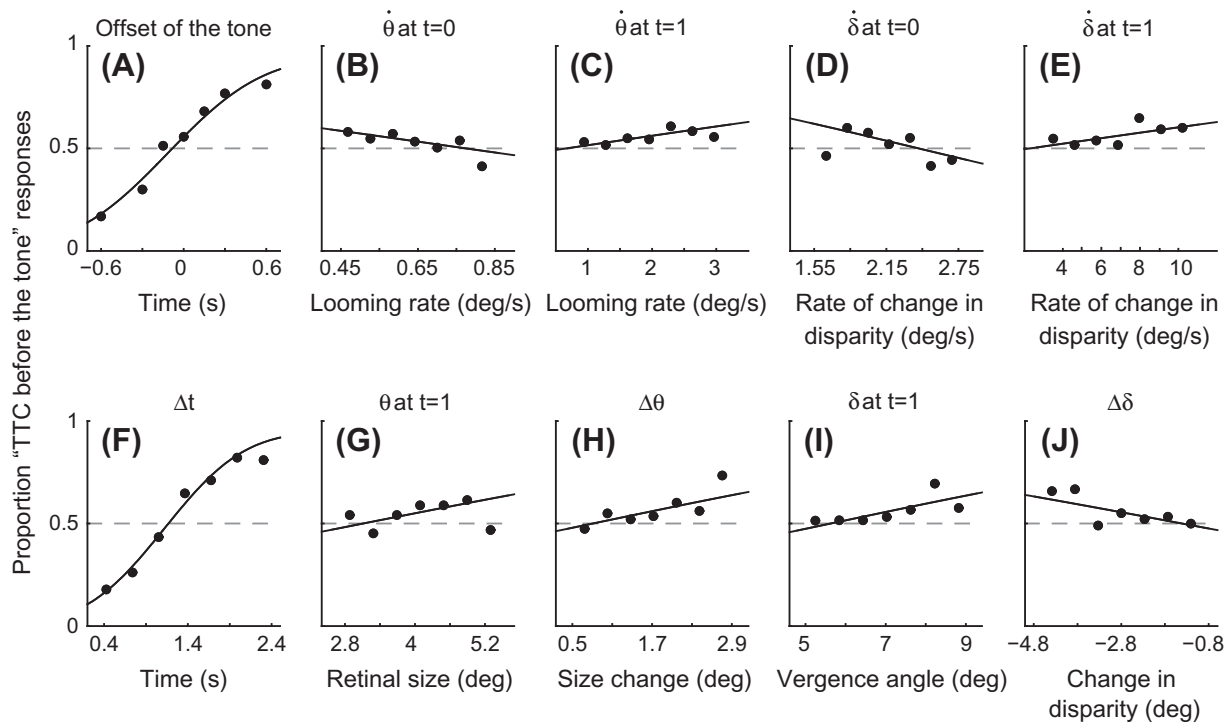 Proportion “TTC before the tone” responses
Offset of the tone
(A)
1
0.5
0
−0.6
0
0.6
Time (s)
θ̇ at t=0
(B)
0.45
0.65
0.85
Looming rate (deg/s)
θ̇ at t=1
(C)
1
2
3
Looming rate (deg/s)
δ̇ at t=0
(D)
1.55
2.15
2.75
Rate of change in
disparity (deg/s)
δ̇ at t=1
(E)
4
6
8
10
Rate of change in
disparity (deg/s)
Δt
(F)
1
0.5
0
0.4
1.4
2.4
Time (s)
θ at t=1
(G)
2.8
4
5.2
Retinal size (deg)
Δθ
(H)
0.5
1.7
2.9
Size change (deg)
δ at t=1
(I)
5
7
9
Vergence angle (deg)
Δδ
(J)
−4.8
−2.8
−0.8
Change in
disparity (deg)